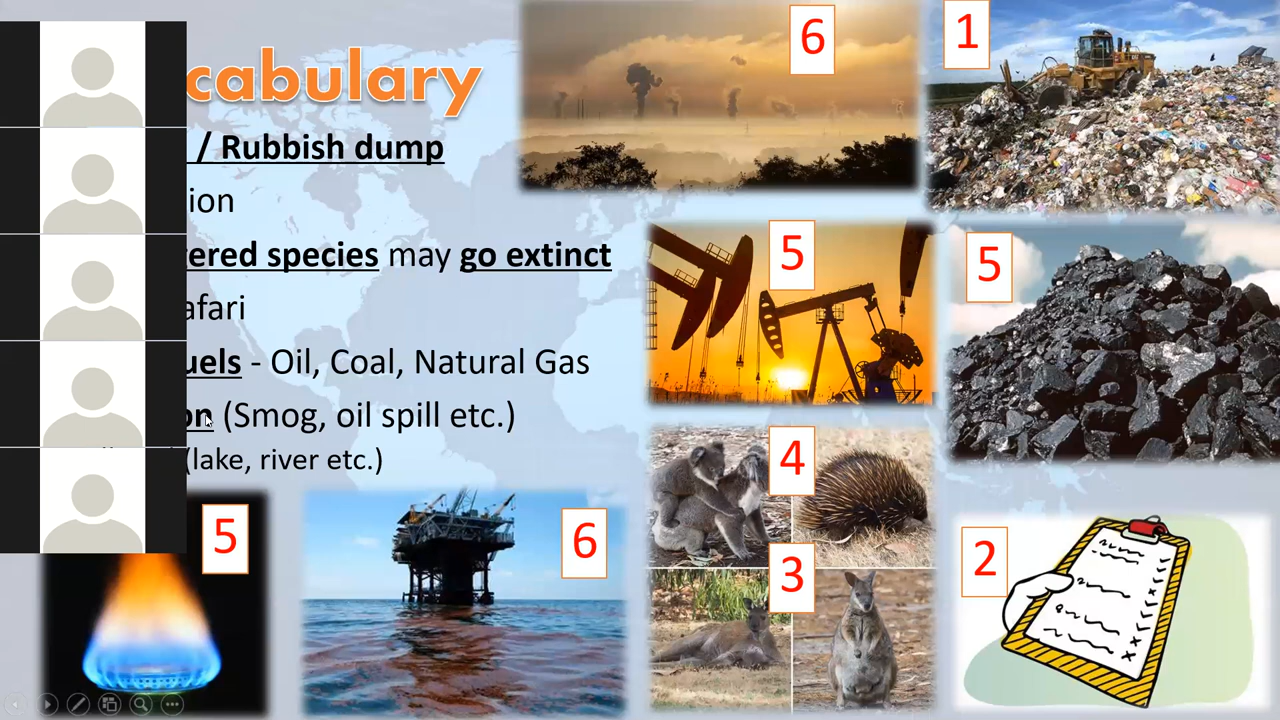 cabulary
/ Rubbish dump
ion
ered species may go extinct
afari
uels - Oil, Coal, Natural Gas
on (Smog, oil spill etc.)
(lake, river etc.)
6
1
5
5
4
3
2
5
6